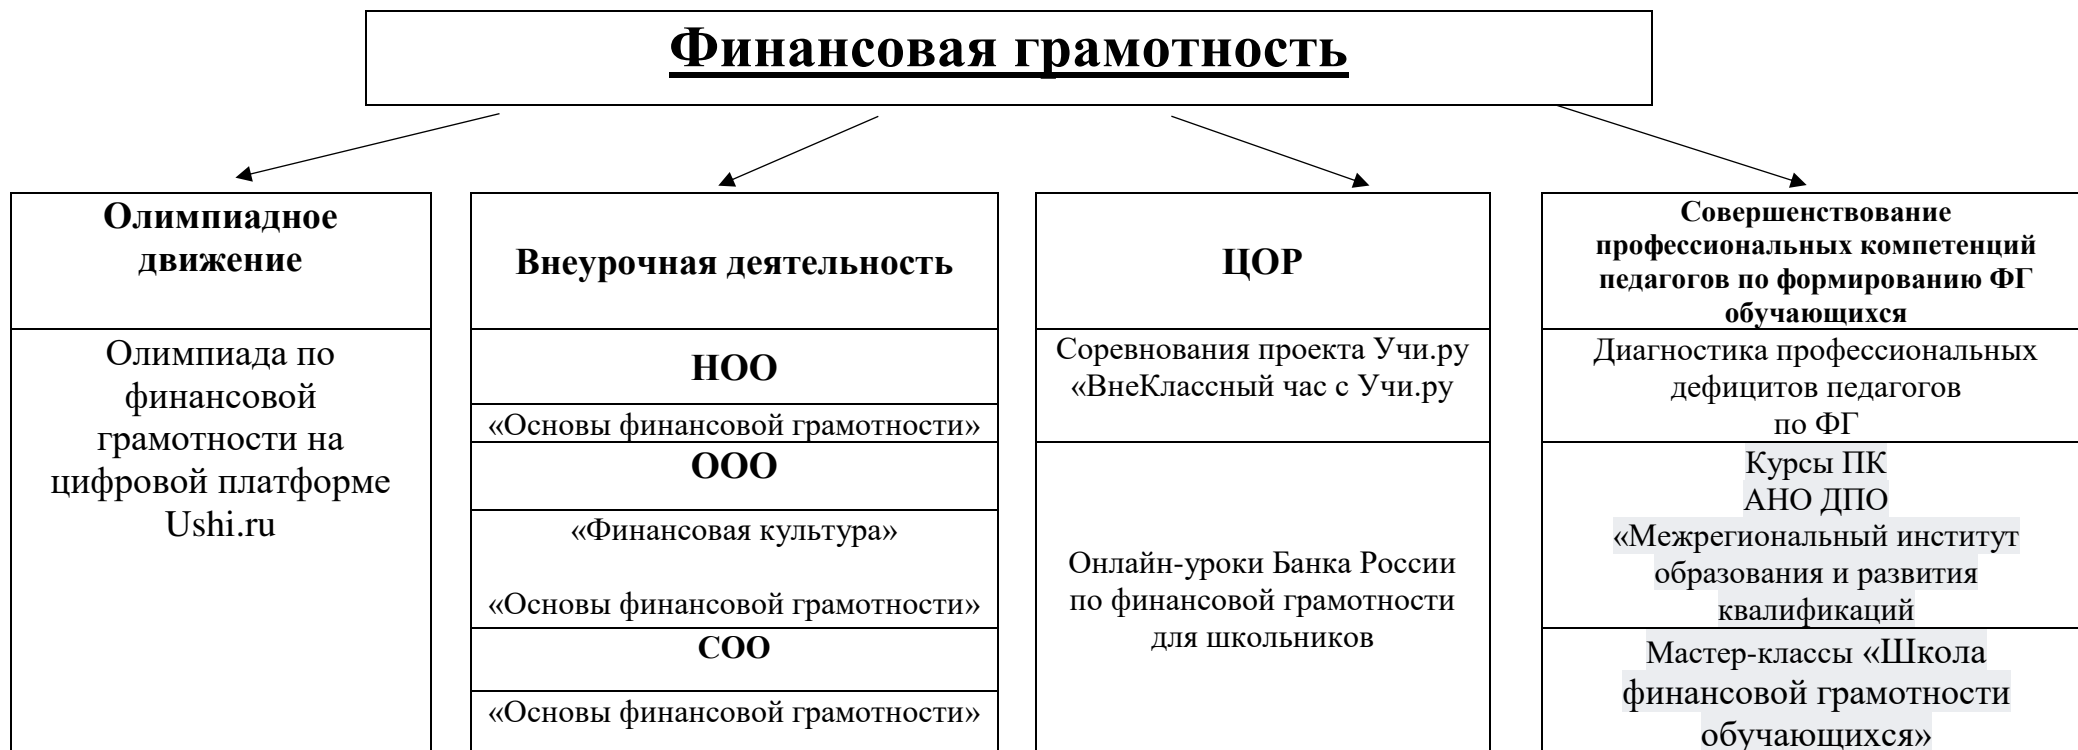 Финансовая грамотность
Олимпиадное
движение
Олимпиада по
финансовой
грамотности на
цифровой платформе
Ushi.ru
Внеурочная деятельность
НОО
«Основы финансовой грамотности»
ООО
«Финансовая культура»
«Основы финансовой грамотности»
СОО
«Основы финансовой грамотности»
ЦОР
Соревнования проекта Учи.ру
«ВнеКлассный час с Учи.ру
Онлайн-уроки Банка России
по финансовой грамотности
для школьников
Совершенствование
профессиональных компетенций
педагогов по формированию ФГ
обучающихся
Диагностика профессиональных
дефицитов педагогов
по ФГ
Курсы ПК
АНО ДПО
«Межрегиональный институт
образования и развития
квалификаций
Мастер-классы «Школа
финансовой грамотности
обучающихся»